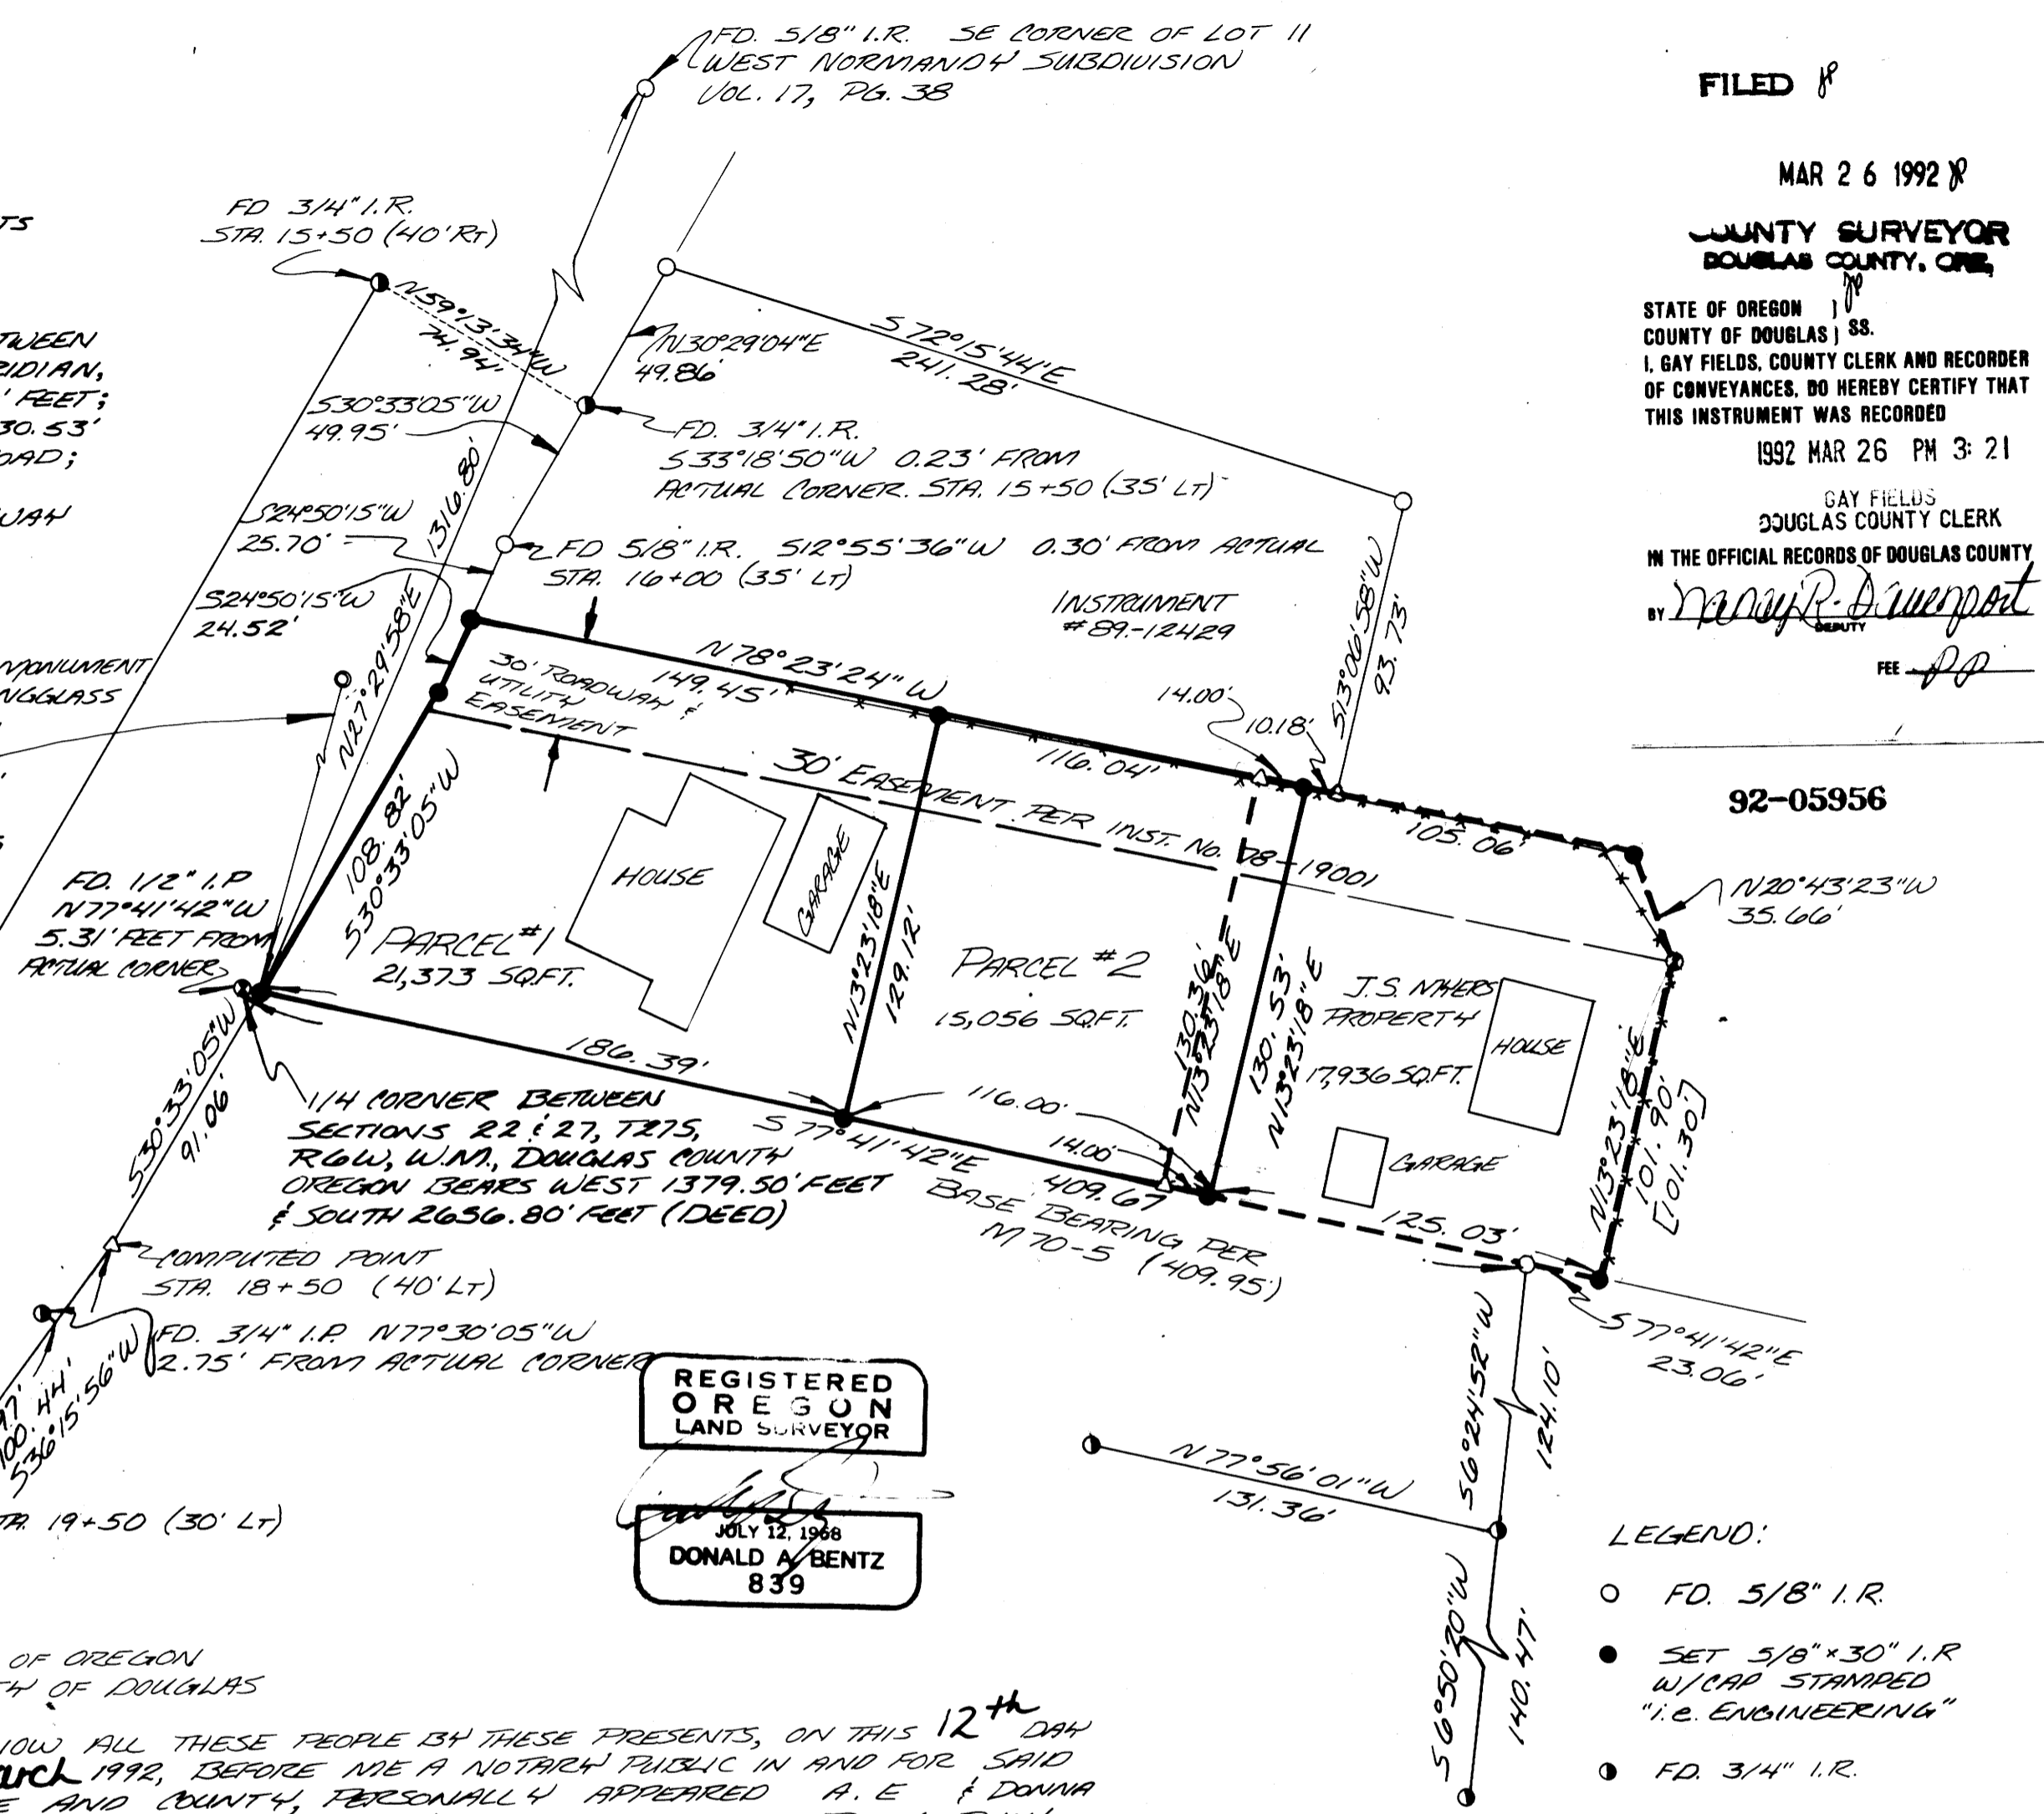 FD. 5/8" I.R. SE CORNER OF LOT 11
WEST NORMANDY SUBDIVISION
VOL. 17, PG. 38
FILED
MAR 26 1992
COUNTY SURVEYOR
DOUGLAS COUNTY, ORE.
STATE OF OREGON )
COUNTY OF DOUGLAS ) SS.
I, GAY FIELDS, COUNTY CLERK AND RECORDER
OF CONVEYANCES, DO HEREBY CERTIFY THAT
THIS INSTRUMENT WAS RECORDED
1992 MAR 26 PM 3:21
GAY FIELDS
DOUGLAS COUNTY CLERK
IN THE OFFICIAL RECORDS OF DOUGLAS COUNTY
BY Nancy R. Davenport
DEPUTY
FEE
92-05956
TS
TWEEN
RIDIAN,
' FEET;
30.53'
OAD;
WAY
MONUMENT
NGGLASS
FD 3/4" I.R.
STA. 15+50 (40' RT)
N59°13'34"W
74.94'
N30°29'04"E
49.86'
S72°15'44"E
241.28'
S30°33'05"W
49.95'
FD. 3/4" I.R.
S33°18'50"W 0.23' FROM
ACTUAL CORNER. STA. 15+50 (35' LT)
1316.80'
N27°29'58"E
S24°50'15"W
25.70'
FD 5/8" I.R. S12°55'36"W 0.30' FROM ACTUAL
STA. 16+00 (35' LT)
S24°50'15"W
24.52'
INSTRUMENT
#89-12429
S13°06'58"W
93.73'
N78°23'24"W
149.45'
30' ROADWAY &
UTILITY
EASEMENT
14.00'
10.18'
116.04'
30' EASEMENT PER INST. No. 78-19001
105.06'
N20°43'23"W
35.66'
108.82'
S30°33'05"W
HOUSE
GARAGE
FD. 1/2" I.P
N77°41'42"W
5.31' FEET FROM
ACTUAL CORNER
PARCEL #1
21,373 SQ.FT.
N13°23'18"E
129.12'
PARCEL #2
15,056 SQ.FT.
130.36'
N13°23'18"E
130.53'
N13°23'18"E
J.S. MYERS
PROPERTY
17,936 SQ.FT.
HOUSE
GARAGE
N13°23'18"E
101.90'
[101.30]
186.39'
S30°33'05"W
91.06'
1/4 CORNER BETWEEN
SECTIONS 22 & 27, T27S,
R6W, W.M., DOUGLAS COUNTY
OREGON BEARS WEST 1379.50' FEET
& SOUTH 2656.80' FEET (DEED)
116.00'
14.00'
S77°41'42"E
409.67
BASE BEARING PER
M70-5 (409.95')
125.03'
S77°41'42"E
23.06'
COMPUTED POINT
STA. 18+50 (40' LT)
FD. 3/4" I.P. N77°30'05"W
2.75' FROM ACTUAL CORNER
97'
100.44'
S36°15'56"W
TA. 19+50 (30' LT)
REGISTERED
OREGON
LAND SURVEYOR
JULY 12, 1968
DONALD A. BENTZ
839
S6°24'52"W
124.10'
N77°56'01"W
131.36'
S6°50'20"W
140.47'
LEGEND:
FD. 5/8" I.R.
SET 5/8"x30" I.R
W/CAP STAMPED
"i.e. ENGINEERING"
FD. 3/4" I.R.
OF OREGON
TY OF DOUGLAS
NOW ALL THESE PEOPLE BY THESE PRESENTS, ON THIS 12th DAY
arch 1992, BEFORE ME A NOTARY PUBLIC IN AND FOR SAID
E AND COUNTY, PERSONALLY APPEARED A.E & DONNA